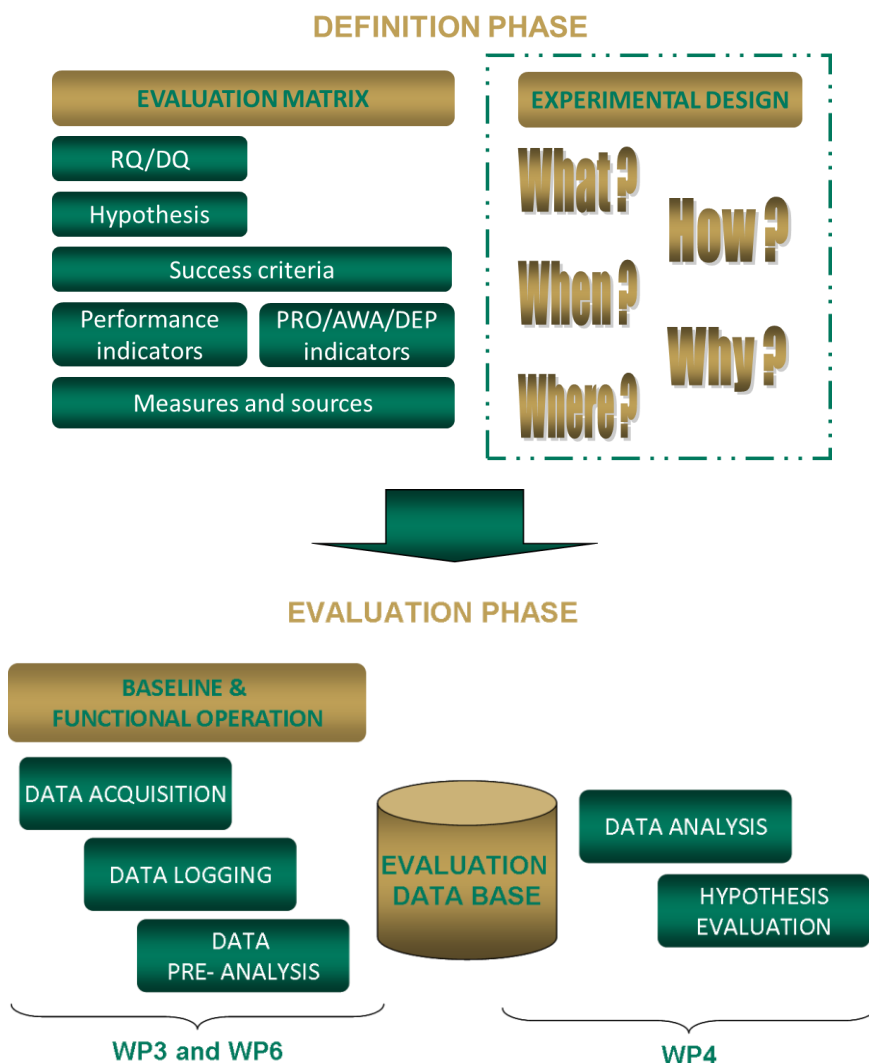 DEFINITION PHASE
EVALUATION MATRIX
RQ/DQ
Hypothesis
Success criteria
Performance
indicators
PRO/AWA/DEP
indicators
Measures and sources
EXPERIMENTAL DESIGN
What ?
When ?
Where ?
How ?
Why ?
EVALUATION PHASE
BASELINE &
FUNCTIONAL OPERATION
DATA ACQUISITION
DATA LOGGING
DATA
PRE- ANALYSIS
WP3 and WP6
EVALUATION
DATA BASE
DATA ANALYSIS
HYPOTHESIS
EVALUATION
WP4